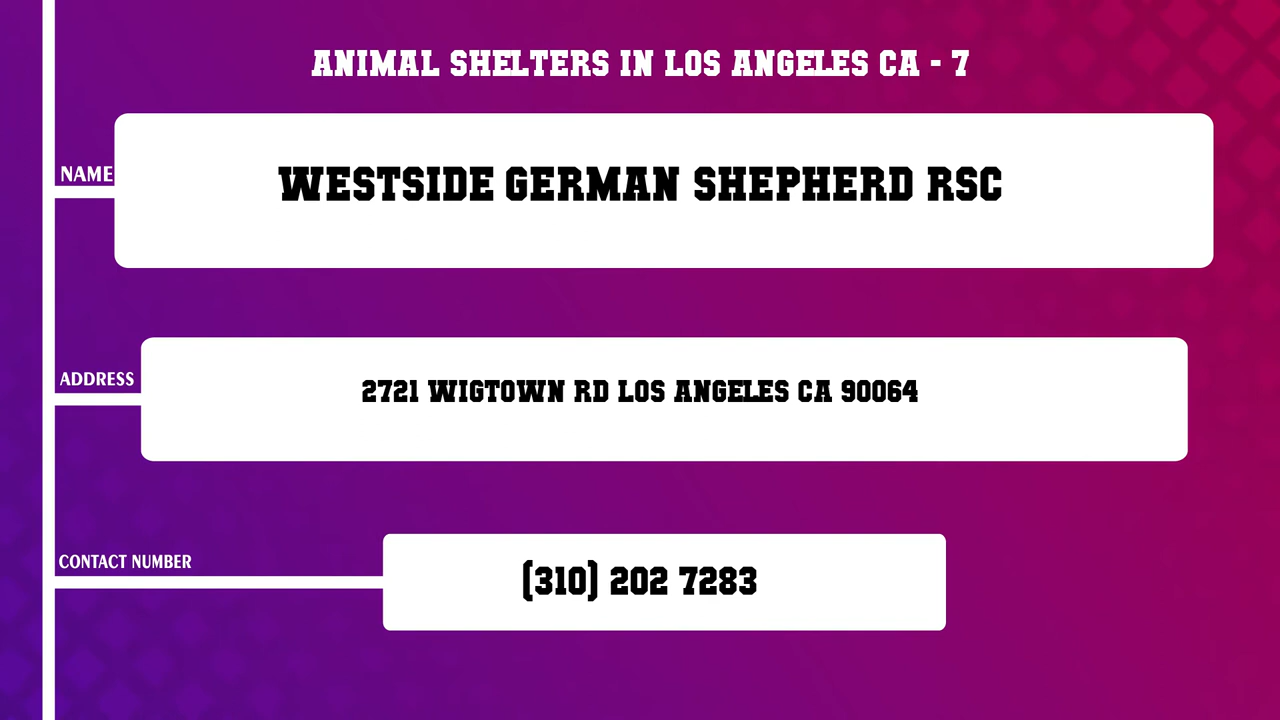 ANIMAL SHELTERS IN LOS ANGELES CA - 7
NAME
WESTSIDE GERMAN SHEPHERD RSC
ADDRESS
2721 WIGTOWN RD LOS ANGELES CA 90064
CONTACT NUMBER
(310) 202 7283